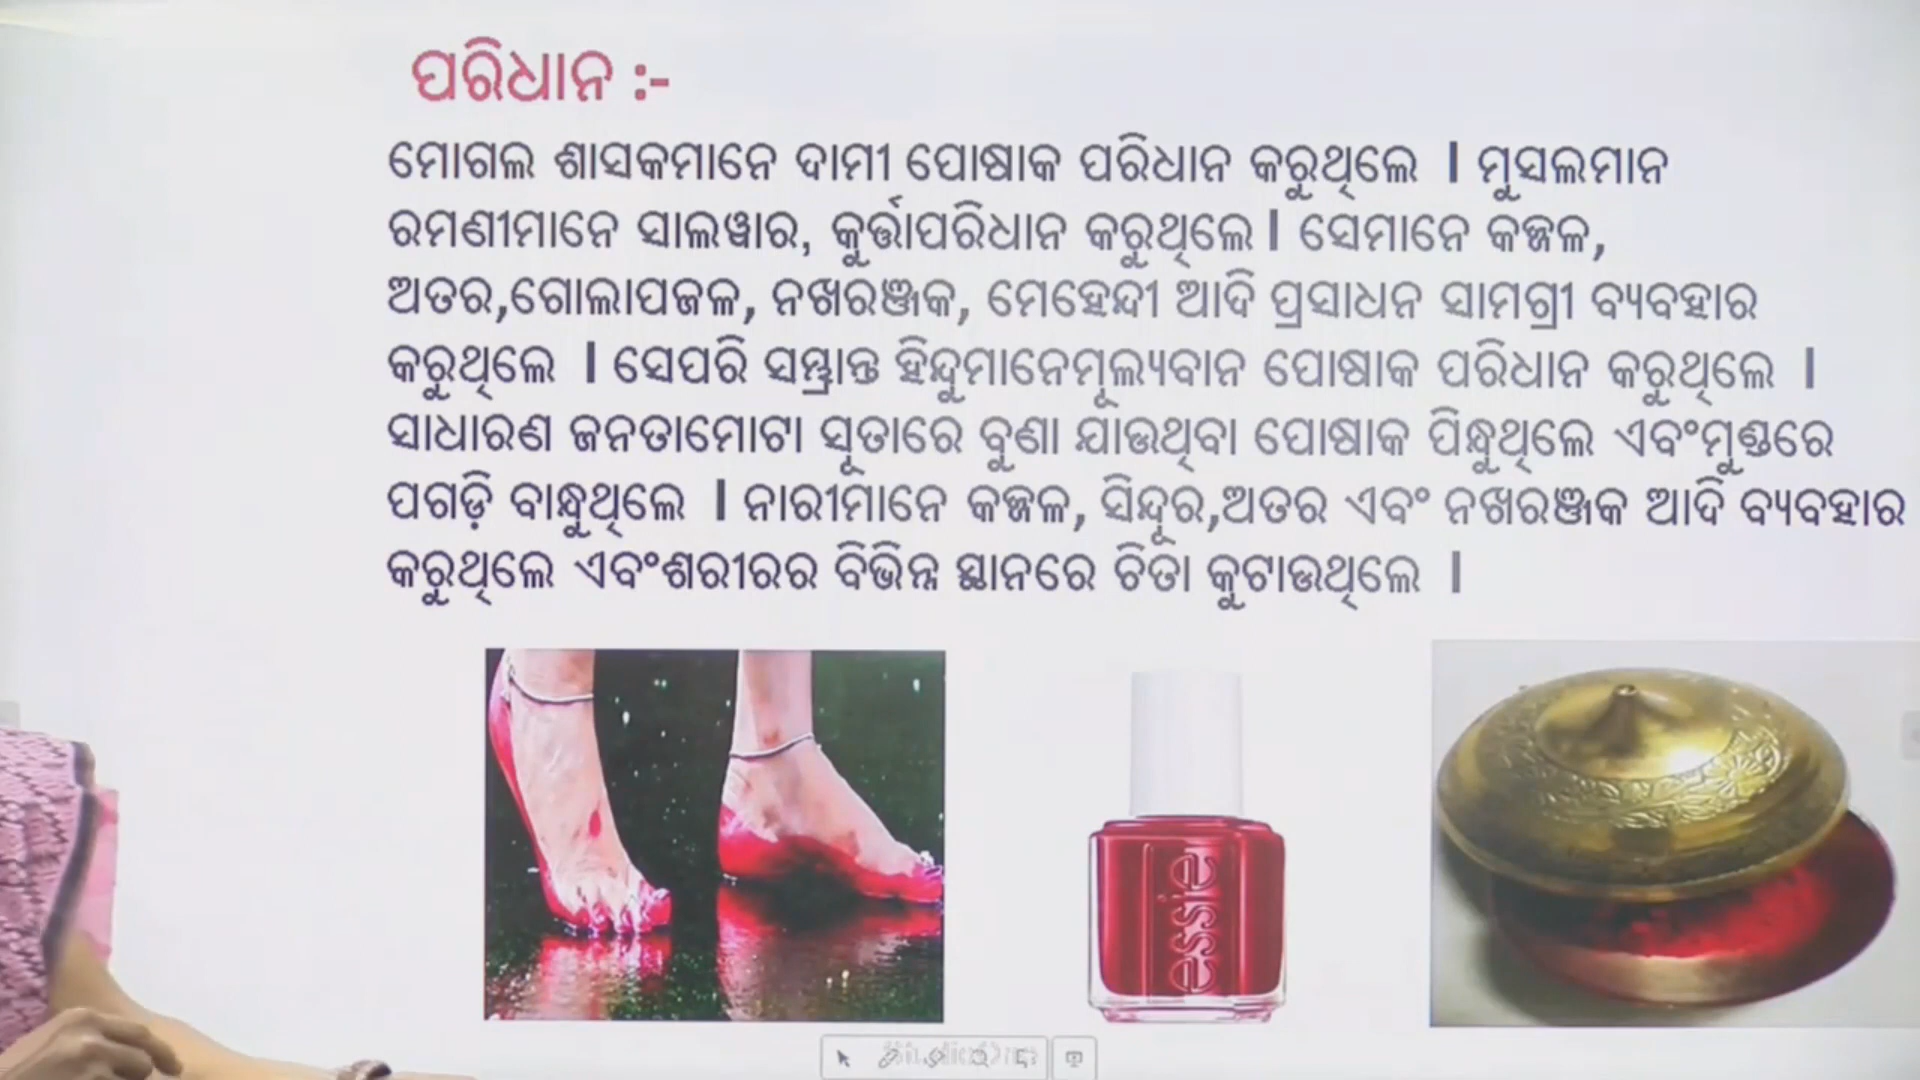 ପରିଧାନ :-
ମୋଗଲ ଶାସକମାନେ ଦାମୀ ପୋଷାକ ପରିଧାନ କରୁଥିଲେ । ମୁସଲମାନ
ରମଣୀମାନେ ସାଲୱାର, କୁର୍ତ୍ତାପରିଧାନ କରୁଥିଲେ। ସେମାନେ କଜ୍ଜଳ,
ଅତର,ଗୋଲାପଜଳ, ନଖରଞ୍ଜକ, ମେହେନ୍ଦୀ ଆଦି ପ୍ରସାଧନ ସାମଗ୍ରୀ ବ୍ୟବହାର
କରୁଥିଲେ । ସେପରି ସମ୍ଭ୍ରାନ୍ତ ହିନ୍ଦୁମାନେମୂଲ୍ୟବାନ ପୋଷାକ ପରିଧାନ କରୁଥିଲେ ।
ସାଧାରଣ ଜନତାମୋଟା ସୂତାରେ ବୁଣା ଯାଉଥିବା ପୋଷାକ ପିନ୍ଧୁଥିଲେ ଏବଂମୁଣ୍ଡରେ
ପଗଡ଼ି ବାନ୍ଧୁଥିଲେ । ନାରୀମାନେ କଜ୍ଜଳ, ସିନ୍ଦୂର,ଅତର ଏବଂ ନଖରଞ୍ଜକ ଆଦି ବ୍ୟବହାର
କରୁଥିଲେ ଏବଂଶରୀରର ବିଭିନ୍ନ ସ୍ଥାନରେ ଚିତା କୁଟାଉଥିଲେ ।
essie